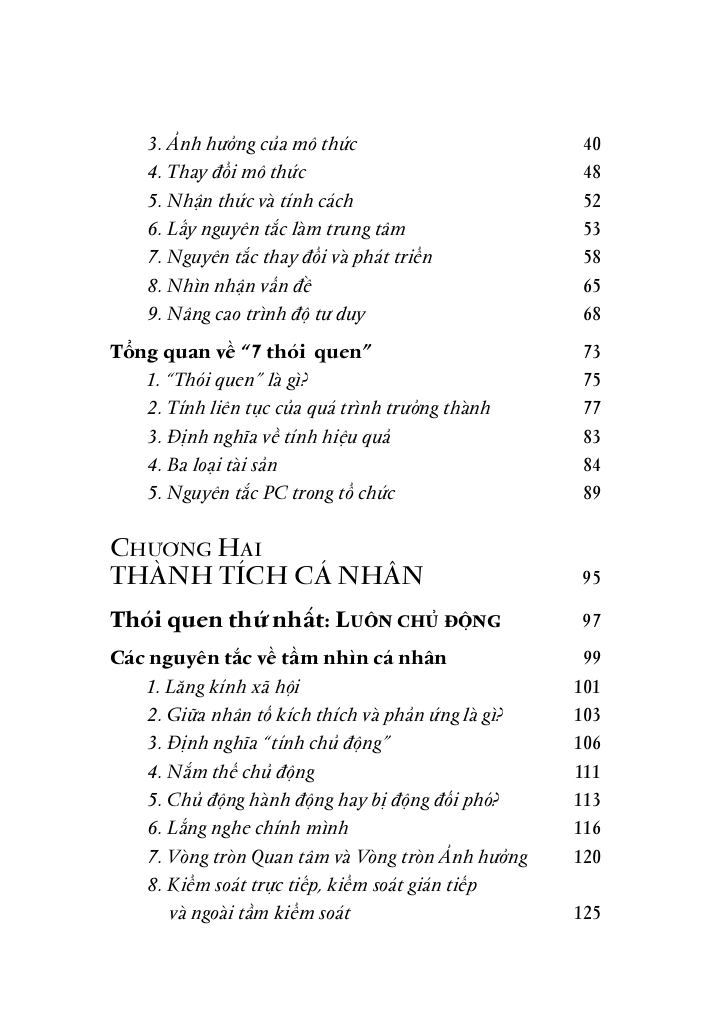 3. Ảnh hưởng của mô thức 40
4. Thay đổi mô thức 48
5. Nhận thức và tính cách 52
6. Lấy nguyên tắc làm trung tâm 53
7. Nguyên tắc thay đổi và phát triển 58
8. Nhìn nhận vấn đề 65
9. Nâng cao trình độ tư duy 68
Tổng quan về “7 thói quen” 73
1. “Thói quen” là gì? 75
2. Tính liên tục của quá trình trưởng thành 77
3. Định nghĩa về tính hiệu quả 83
4. Ba loại tài sản 84
5. Nguyên tắc PC trong tổ chức 89
CHƯƠNG HAI
THÀNH TÍCH CÁ NHÂN 95
Thói quen thứ nhất: LUÔN CHỦ ĐỘNG 97
Các nguyên tắc về tầm nhìn cá nhân 99
1. Lăng kính xã hội 101
2. Giữa nhân tố kích thích và phản ứng là gì? 103
3. Định nghĩa “tính chủ động” 106
4. Nắm thế chủ động 111
5. Chủ động hành động hay bị động đối phó? 113
6. Lắng nghe chính mình 116
7. Vòng tròn Quan tâm và Vòng tròn Ảnh hưởng 120
8. Kiểm soát trực tiếp, kiểm soát gián tiếp
và ngoài tầm kiểm soát 125